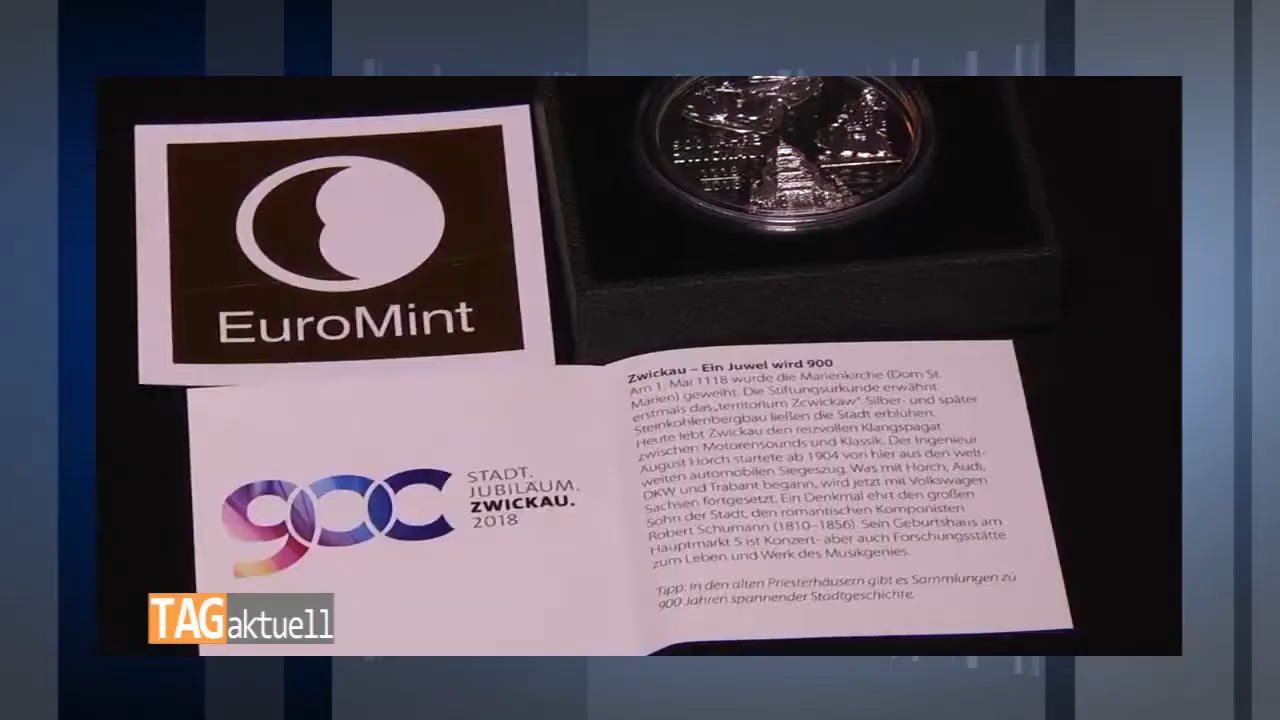 EuroMint
Zwickau – Ein Juwel wird 900
Am 1. Mai 1118 wurde die Marienkirche (Dom St.
Marien) geweiht. Die Stiftungsurkunde erwähnt
erstmals das „territorium Zcwickaw“. Silber- und später
Steinkohlenbergbau ließen die Stadt erblühen.
Heute lebt Zwickau den reizvollen Klangspagat
zwischen Motorensounds und Klassik. Der Ingenieur
August Horch startete ab 1904 von hier aus den welt-
weiten automobilen Siegeszug. Was mit Horch, Audi,
DKW und Trabant begann, wird jetzt mit Volkswagen
Sachsen fortgesetzt. Ein Denkmal ehrt den großen
Sohn der Stadt, den romantischen Komponisten
Robert Schumann (1810–1856). Sein Geburtshaus am
Hauptmarkt 5 ist Konzert- aber auch Forschungsstätte
zum Leben und Werk des Musikgenies.
Tipp: In den alten Priesterhäusern gibt es Sammlungen zu
900 Jahren spannender Stadtgeschichte.
900
STADT.
JUBILÄUM.
ZWICKAU.
2018
TAGaktuell